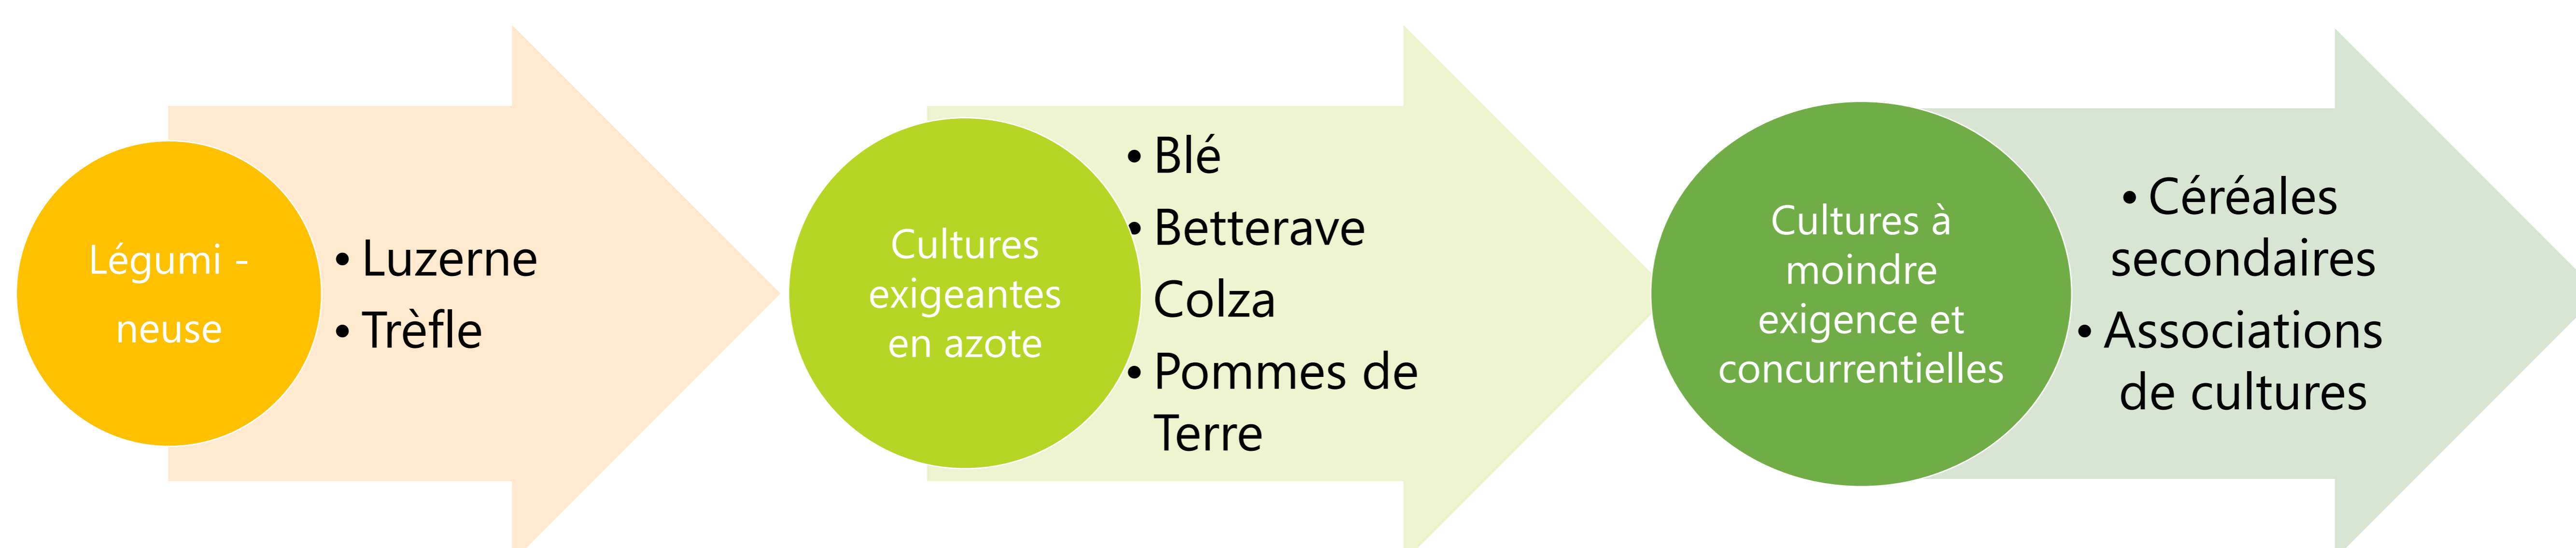 Légumi -
neuse
• Luzerne
• Trèfle
Cultures
exigeantes
en azote
• Blé
• Betterave
Colza
• Pommes de
Terre
Cultures à
moindre
exigence et
concurrentielles
• Céréales
secondaires
• Associations
de cultures